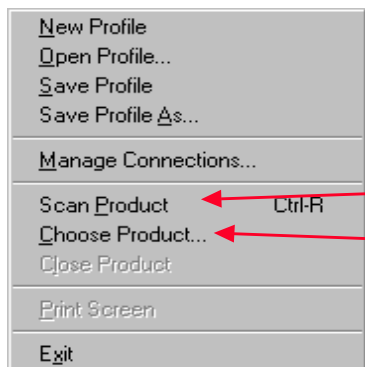 New Profile
Open Profile...
Save Profile
Save Profile As...
Manage Connections...
Scan Product Ctrl-R
Choose Product...
Close Product
Print Screen
Exit